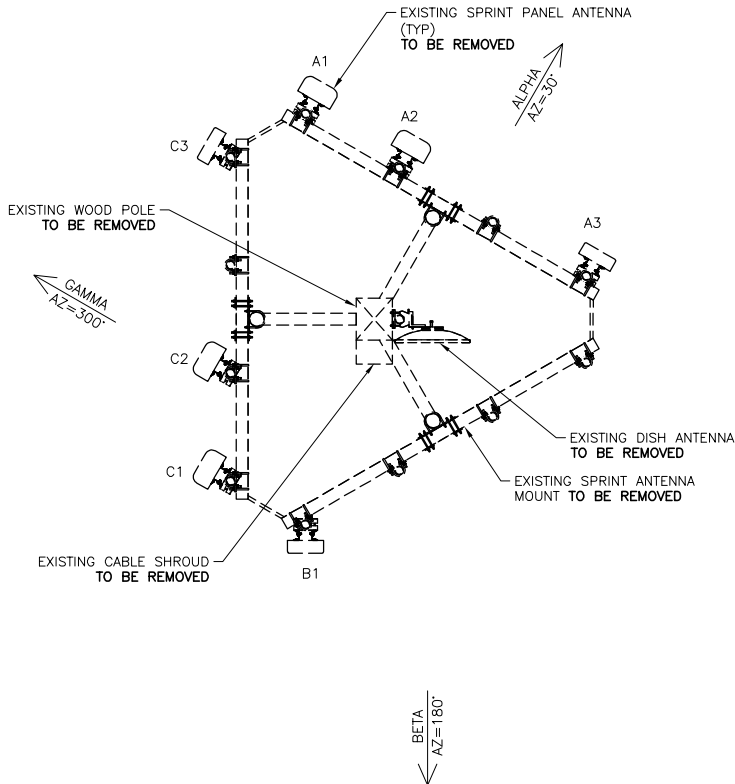 EXISTING SPRINT PANEL ANTENNA
(TYP)
TO BE REMOVED
A1
ALPHA
AZ=30°
A2
C3
EXISTING WOOD POLE
TO BE REMOVED
A3
GAMMA
AZ=300°
C2
EXISTING DISH ANTENNA
TO BE REMOVED
C1
EXISTING SPRINT ANTENNA
MOUNT TO BE REMOVED
EXISTING CABLE SHROUD
TO BE REMOVED
B1
BETA
AZ=180°